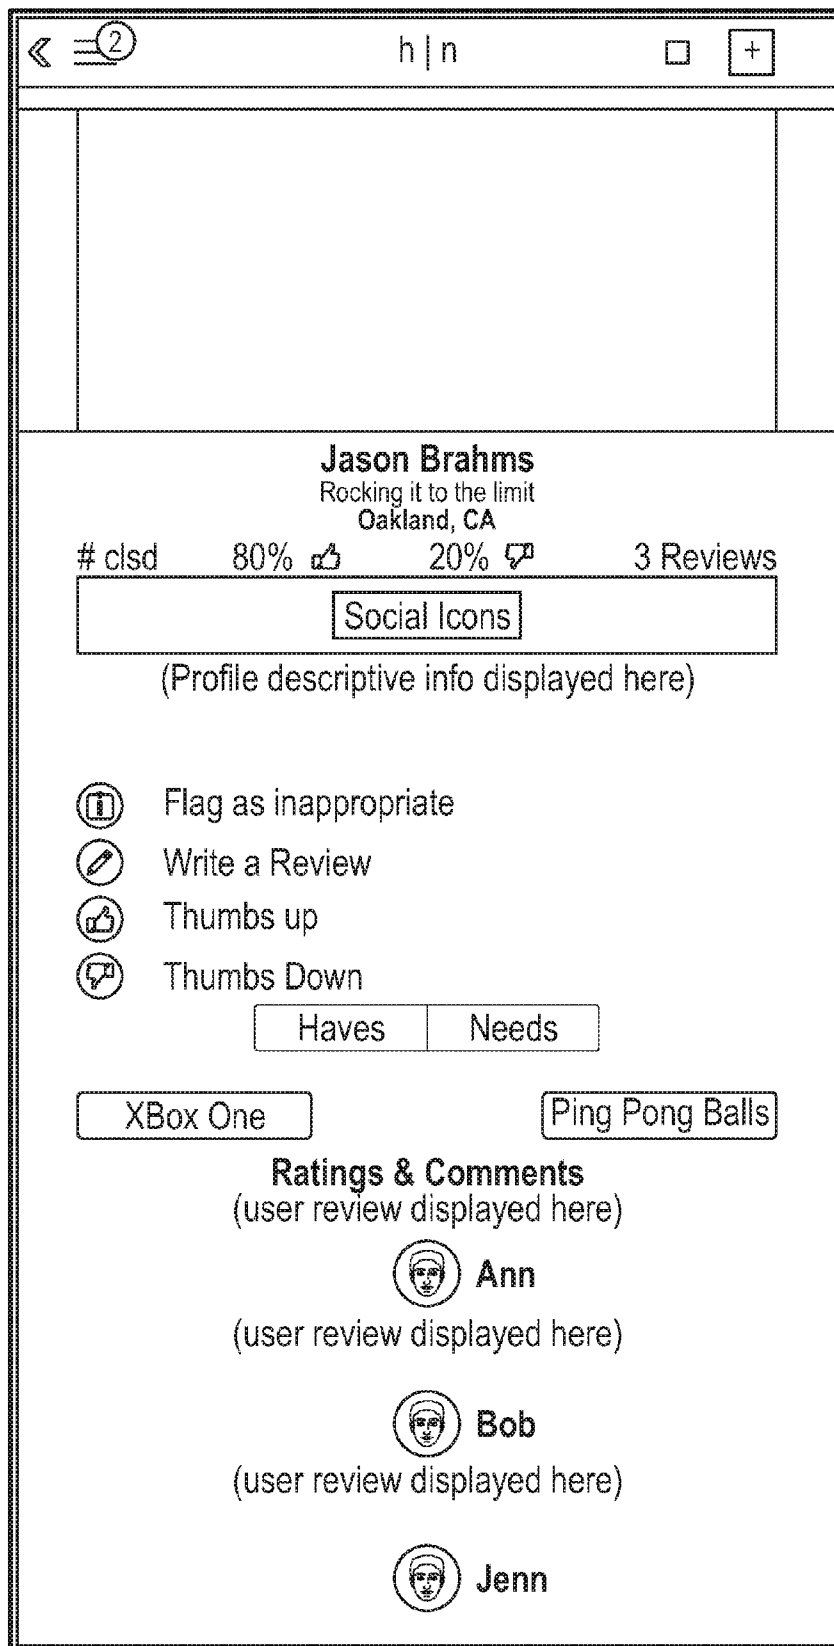 2 h|n +
Jason Brahms
Rocking it to the limit
Oakland, CA
# clsd 80% 20% 3 Reviews
Social Icons
(Profile descriptive info displayed here)
Flag as inappropriate
Write a Review
Thumbs up
Thumbs Down
Haves Needs
XBox One Ping Pong Balls
Ratings & Comments
(user review displayed here)
Ann
(user review displayed here)
Bob
(user review displayed here)
Jenn